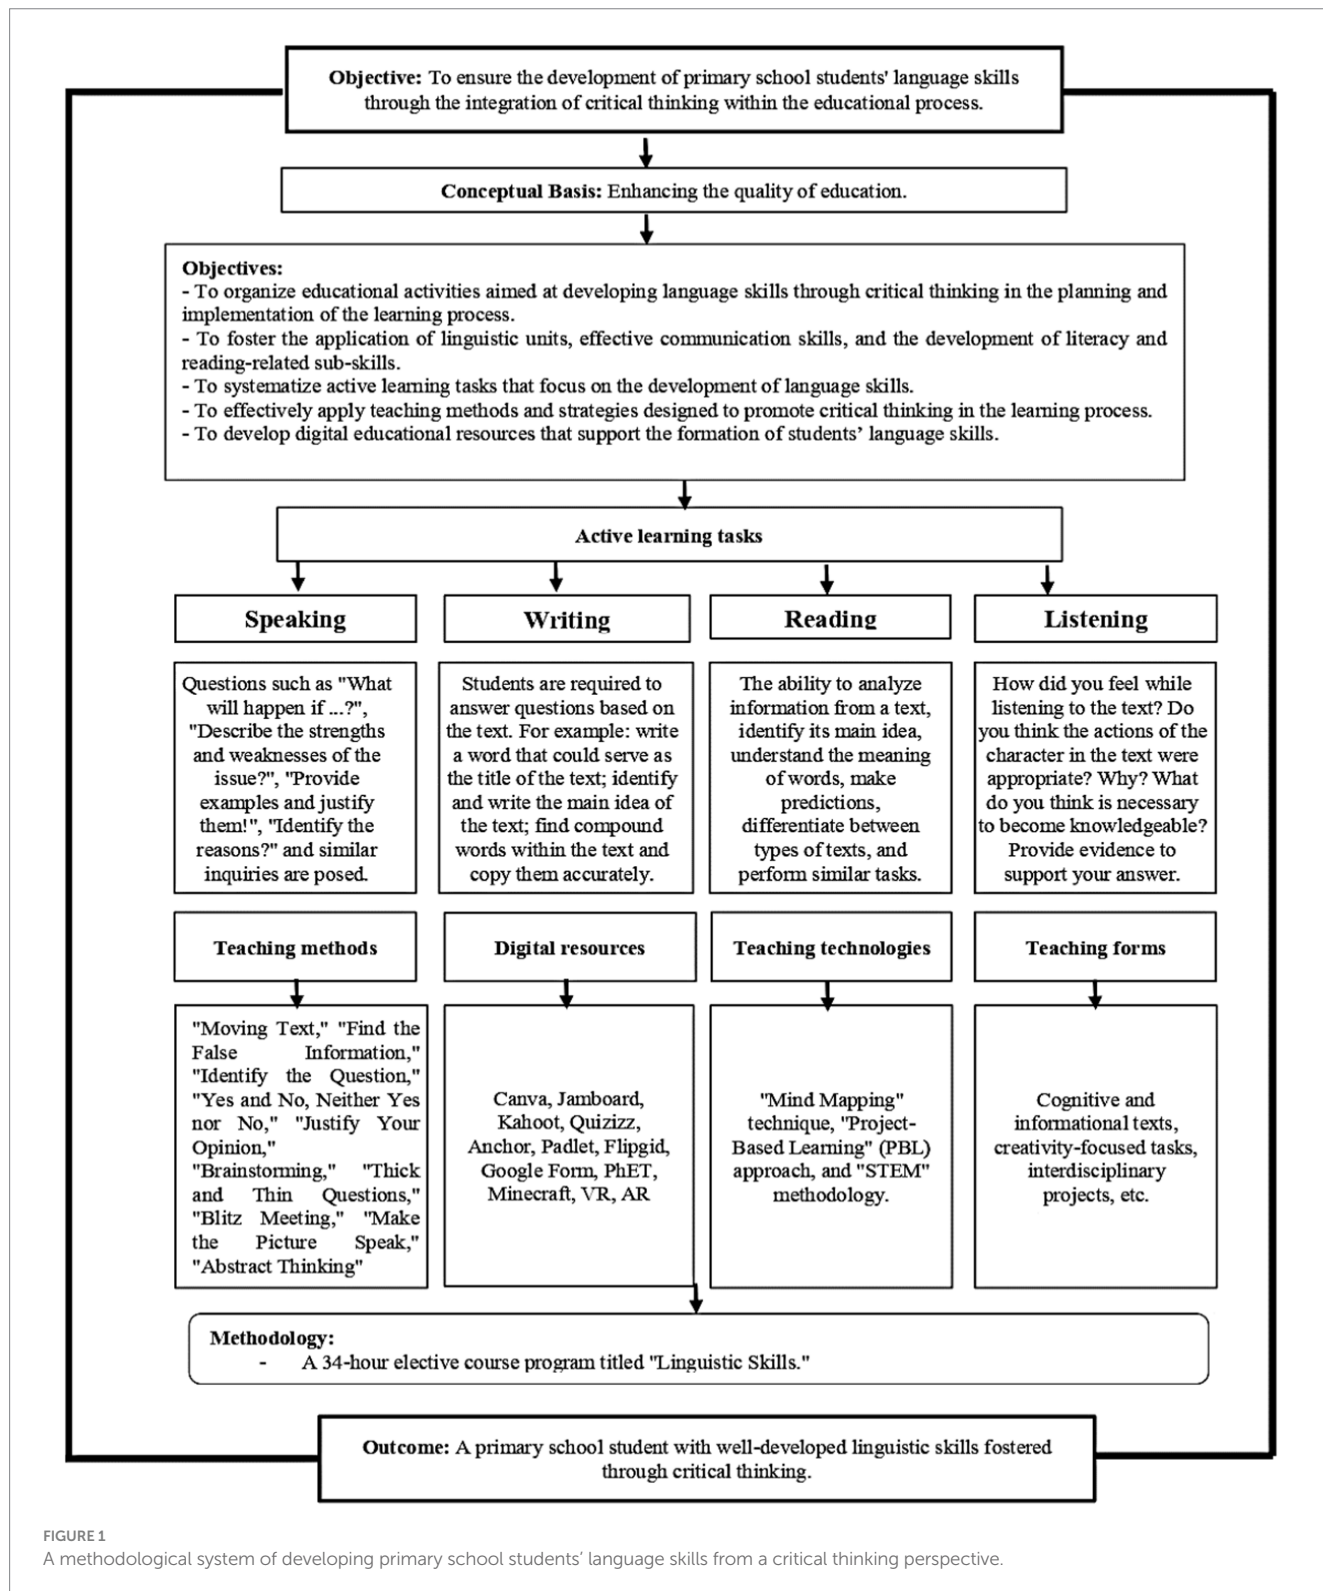 Objective: To ensure the development of primary school students' language skills
through the integration of critical thinking within the educational process.
Conceptual Basis: Enhancing the quality of education.
Objectives:
- To organize educational activities aimed at developing language skills through critical thinking in the planning and
implementation of the learning process.
- To foster the application of linguistic units, effective communication skills, and the development of literacy and
reading-related sub-skills.
- To systematize active learning tasks that focus on the development of language skills.
- To effectively apply teaching methods and strategies designed to promote critical thinking in the learning process.
- To develop digital educational resources that support the formation of students’ language skills.
Active learning tasks
Speaking
Questions such as "What
will happen if ...?",
"Describe the strengths
and weaknesses of the
issue?", "Provide
examples and justify
them!", "Identify the
reasons?" and similar
inquiries are posed.
Writing
Students are required to
answer questions based on
the text. For example: write
a word that could serve as
the title of the text; identify
and write the main idea of
the text; find compound
words within the text and
copy them accurately.
Reading
The ability to analyze
information from a text,
identify its main idea,
understand the meaning
of words, make
predictions,
differentiate between
types of texts, and
perform similar tasks.
Listening
How did you feel while
listening to the text? Do
you think the actions of the
character in the text were
appropriate? Why? What
do you think is necessary
to become knowledgeable?
Provide evidence to
support your answer.
Teaching methods
"Moving Text," "Find the
False Information,"
"Identify the Question,"
"Yes and No, Neither Yes
nor No," "Justify Your
Opinion,"
"Brainstorming," "Thick
and Thin Questions,"
"Blitz Meeting," "Make
the Picture Speak,"
"Abstract Thinking"
Digital resources
Canva, Jamboard,
Kahoot, Quizizz,
Anchor, Padlet, Flipgid,
Google Form, PhET,
Minecraft, VR, AR
Teaching technologies
"Mind Mapping"
technique, "Project-
Based Learning" (PBL)
approach, and "STEM"
methodology.
Teaching forms
Cognitive and
informational texts,
creativity-focused tasks,
interdisciplinary
projects, etc.
Methodology:
- A 34-hour elective course program titled "Linguistic Skills."
Outcome: A primary school student with well-developed linguistic skills fostered
through critical thinking.
FIGURE 1
A methodological system of developing primary school students’ language skills from a critical thinking perspective.